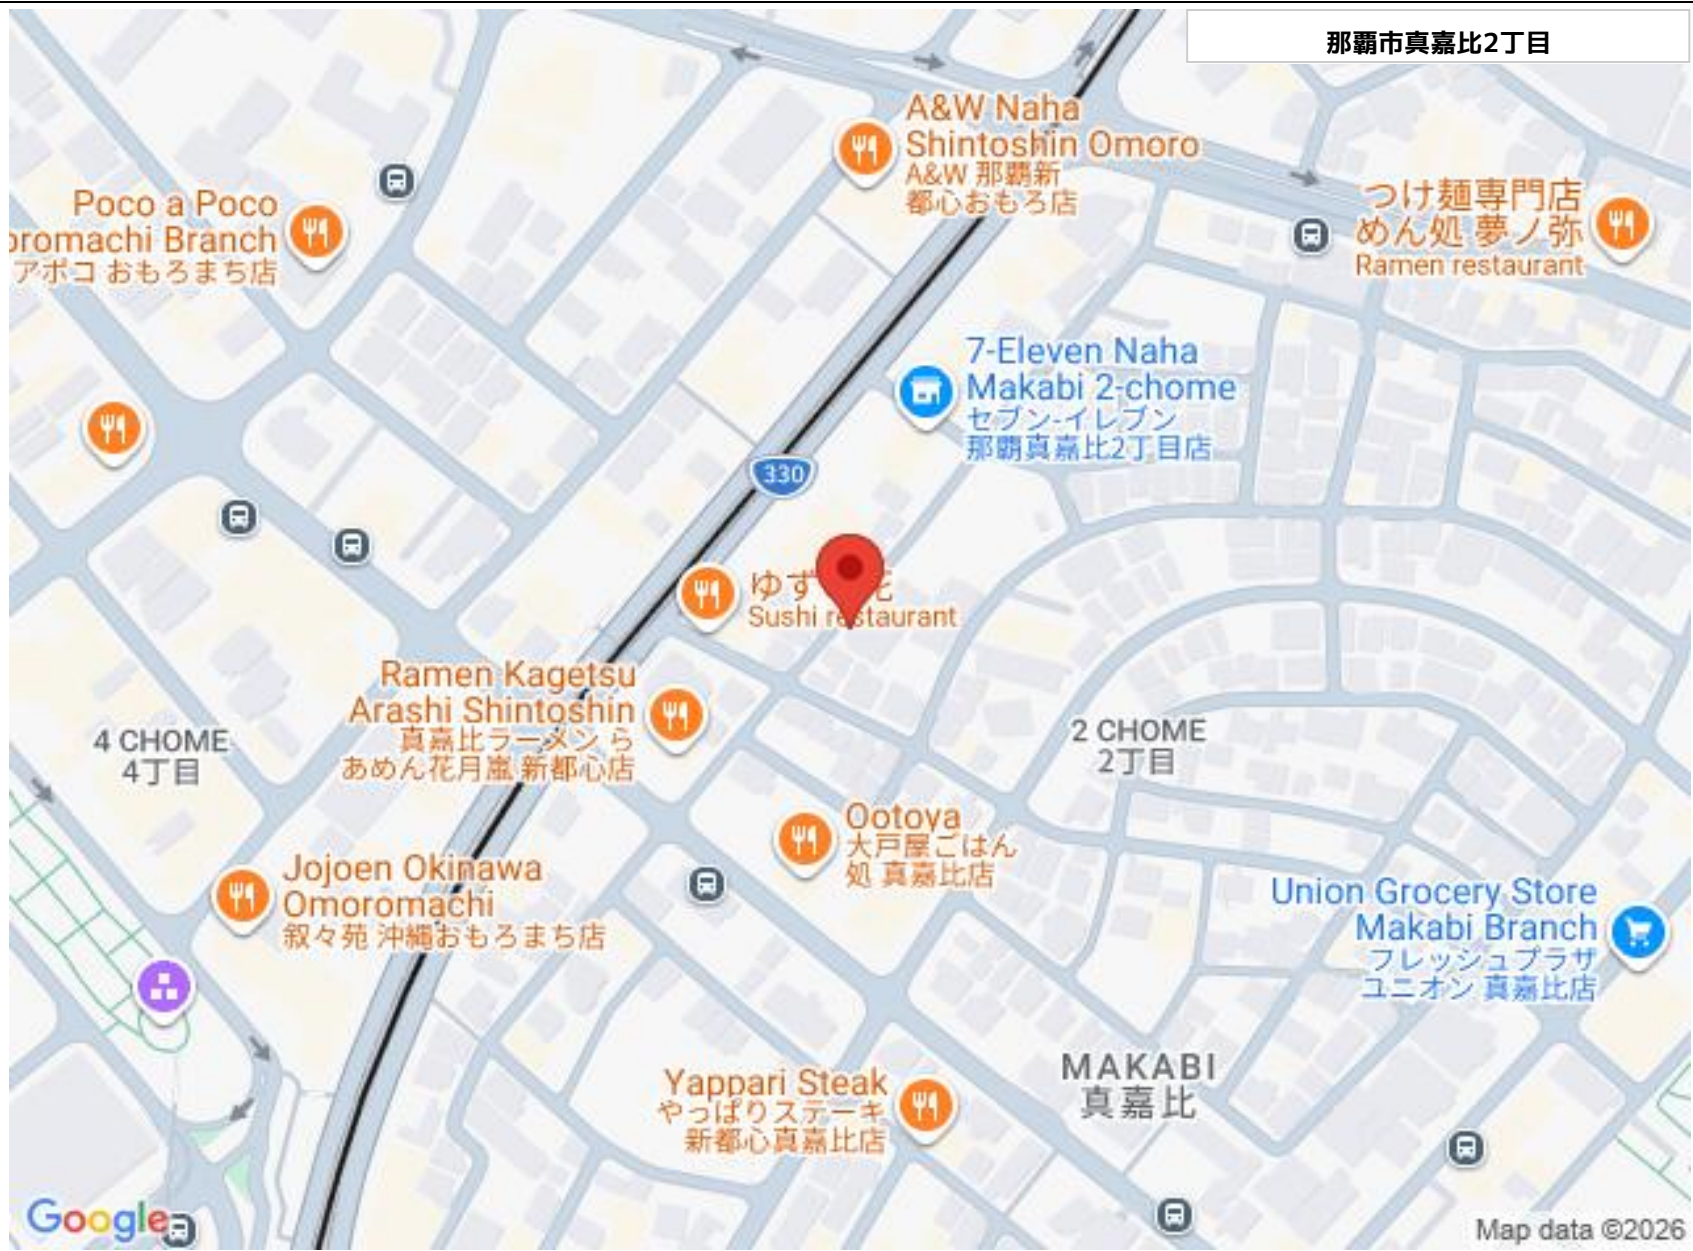 那覇市真嘉比2丁目
A&W Naha
Shintoshin Omoro
A&W 那覇新
都心おもろ店
つけ麺専門店
めん処 夢ノ弥
Ramen restaurant
Poco a Poco
oromachi Branch
アポコ おもろまち店
7-Eleven Naha
Makabi 2-chome
セブン-イレブン
那覇真嘉比2丁目店
330
ゆず
Sushi restaurant
Ramen Kagetsu
Arashi Shintoshin
真嘉比ラーメン ら
あめん花月嵐 新都心店
4 CHOME
4丁目
2 CHOME
2丁目
Ootoya
大戸屋ごはん
処 真嘉比店
Jojoen Okinawa
Omoromachi
叙々苑 沖縄おもろまち店
Union Grocery Store
Makabi Branch
フレッシュプラザ
ユニオン 真嘉比店
MAKABI
真嘉比
Yappari Steak
やっぱりステーキ
新都心真嘉比店
Google
Map data ©2026